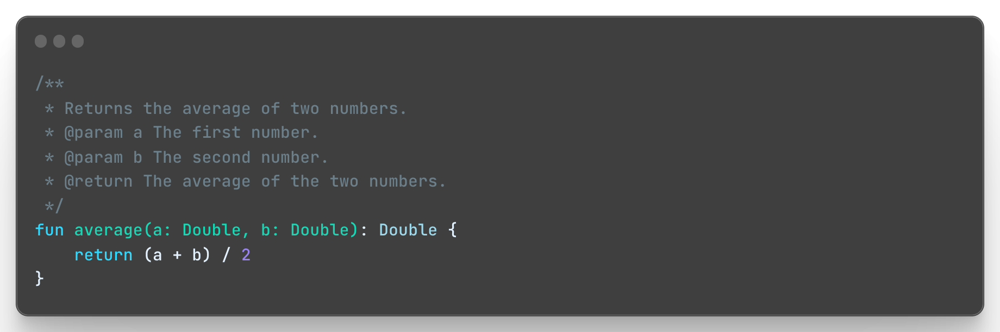 /**
 * Returns the average of two numbers.
 * @param a The first number.
 * @param b The second number.
 * @return The average of the two numbers.
 */
fun average(a: Double, b: Double): Double {
    return (a + b) / 2
}